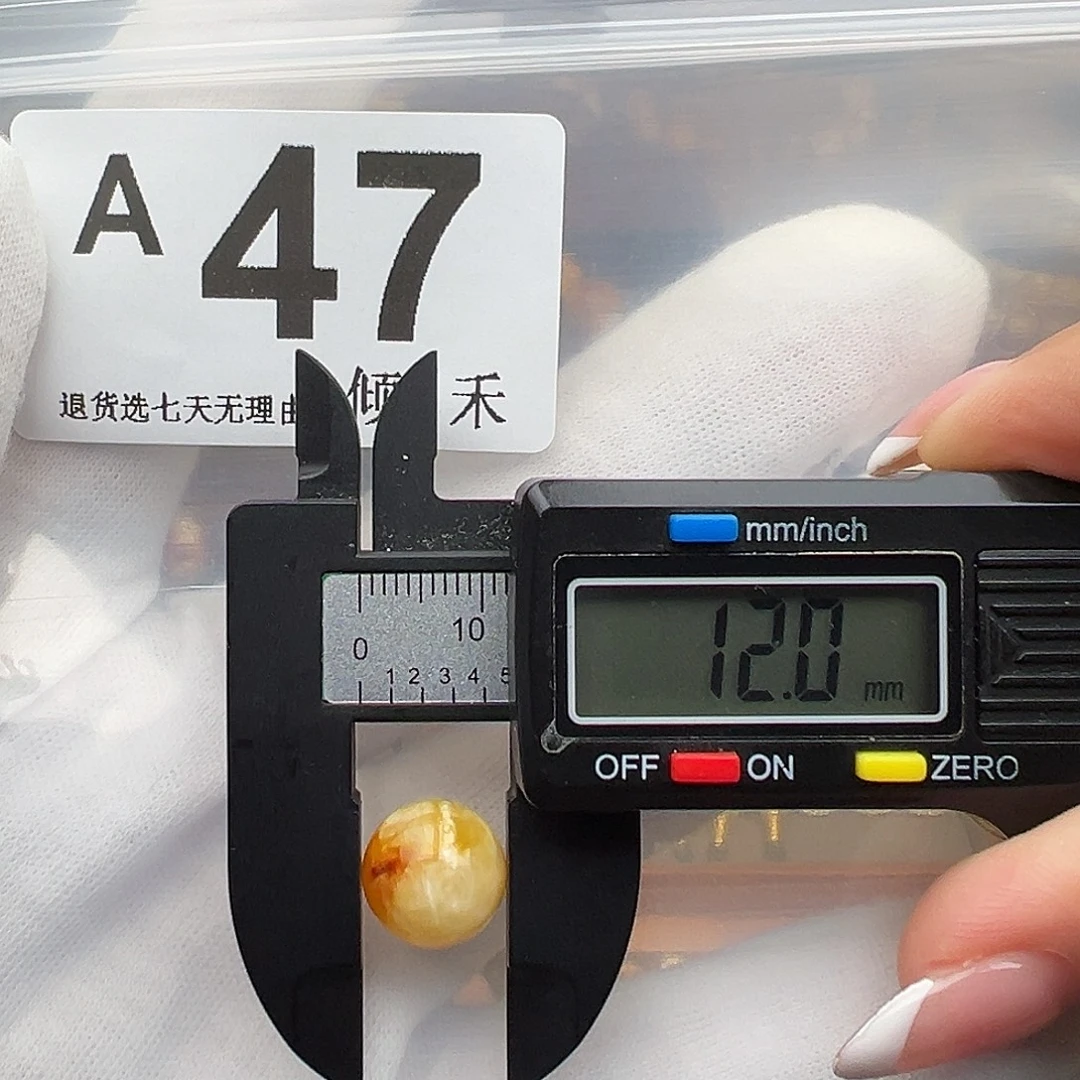 A 47
退货选七天无理由
倾 禾
mm/inch
0 10
1 2 3 4 5
12.0 mm
OFF ON ZERO